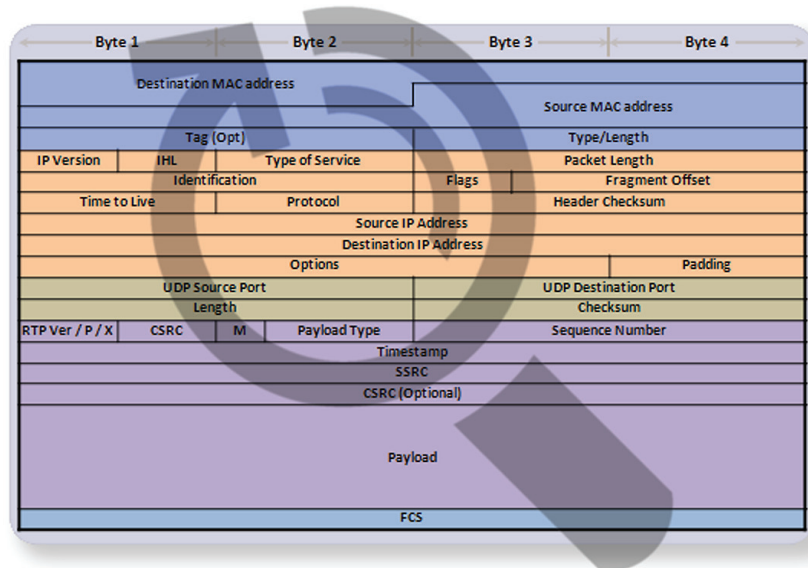 Byte 1 Byte 2 Byte 3 Byte 4
Destination MAC address
Source MAC address
Tag (Opt) Type/Length
IP Version IHL Type of Service Packet Length
Identification Flags Fragment Offset
Time to Live Protocol Header Checksum
Source IP Address
Destination IP Address
Options Padding
UDP Source Port UDP Destination Port
Length Checksum
RTP Ver / P / X CSRC M Payload Type Sequence Number
Timestamp
SSRC
CSRC (Optional)
Payload
FCS